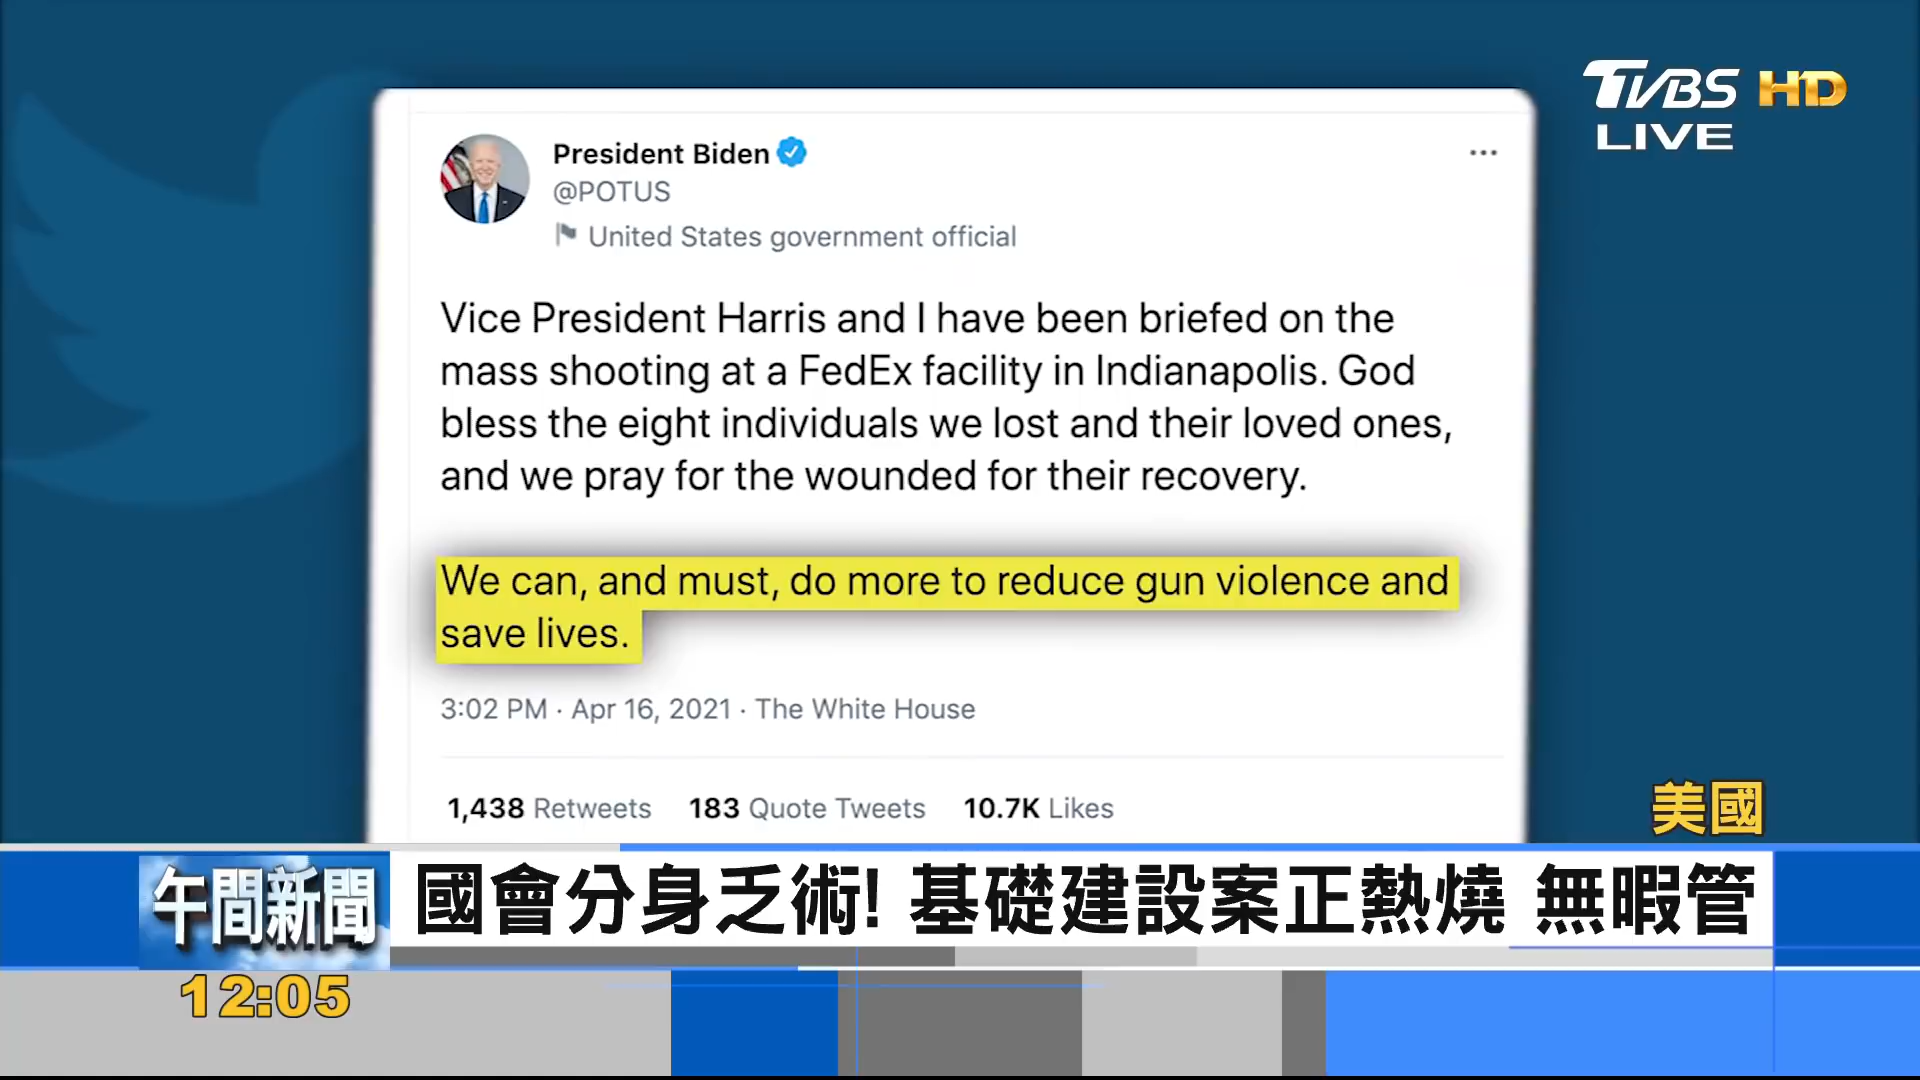 TVBS HD
LIVE
President Biden
@POTUS
United States government official
Vice President Harris and I have been briefed on the
mass shooting at a FedEx facility in Indianapolis. God
bless the eight individuals we lost and their loved ones,
and we pray for the wounded for their recovery.
We can, and must, do more to reduce gun violence and
save lives.
3:02 PM · Apr 16, 2021 · The White House
1,438 Retweets 183 Quote Tweets 10.7K Likes
美國
午間新聞
國會分身乏術! 基礎建設案正熱燒 無暇管
12:05